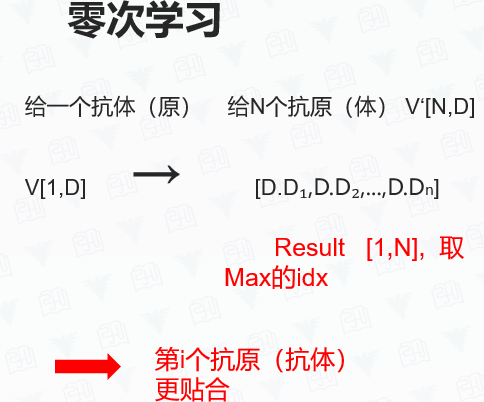 零次学习
给一个抗体（原） 给N个抗原（体） V‘[N,D]
V[1,D] → [D.D₁,D.D₂,...,D.Dₙ]
Result [1,N]，取
Max的idx
第i个抗原（抗体）
更贴合